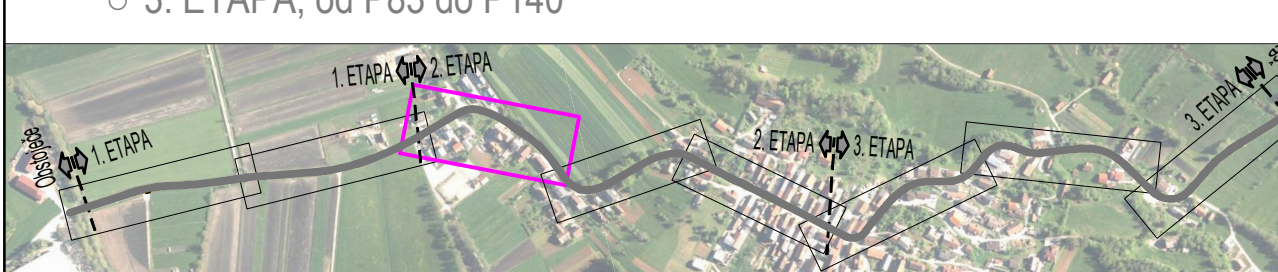 ○ 3. ETAPA, od P83 do P140
1. ETAPA 2. ETAPA
Obstoječe 1. ETAPA
2. ETAPA 3. ETAPA
3. ETAPA